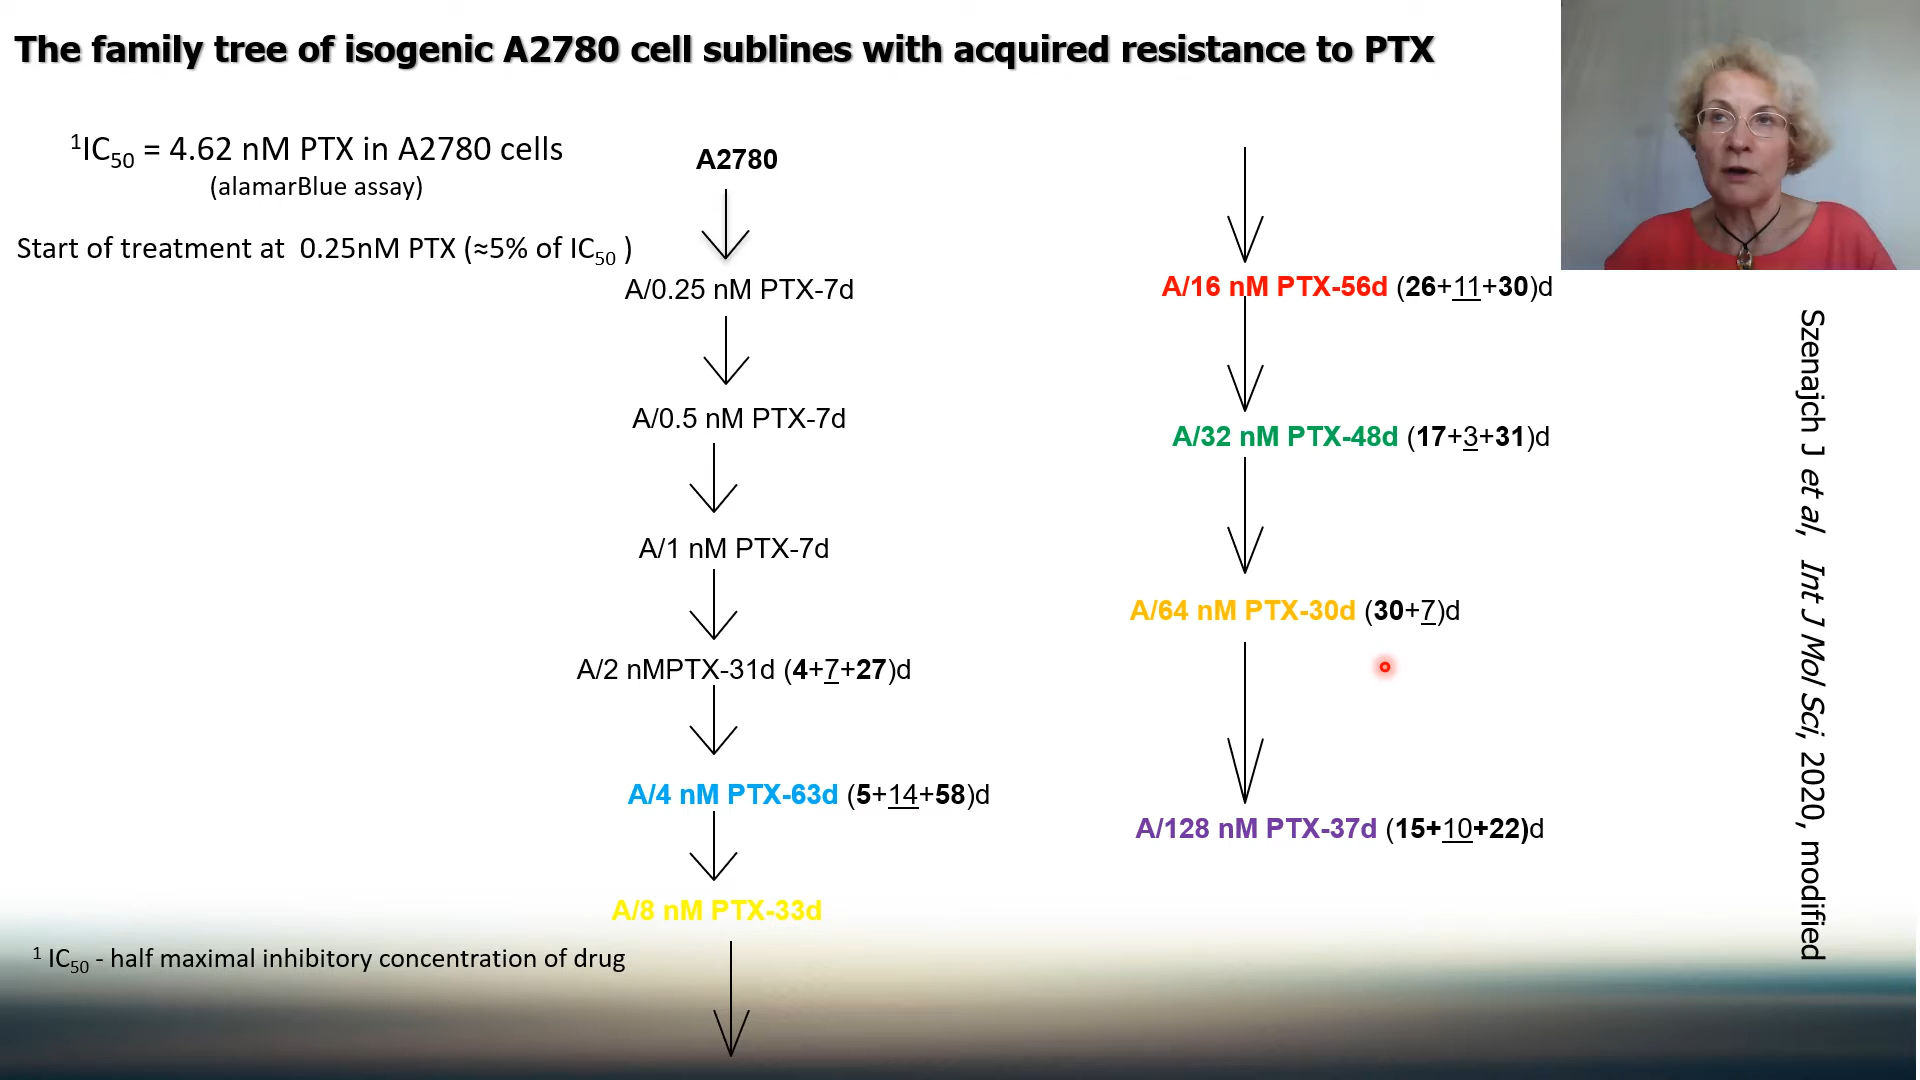 The family tree of isogenic A2780 cell sublines with acquired resistance to PTX
¹IC₅₀ = 4.62 nM PTX in A2780 cells
(alamarBlue assay)
Start of treatment at 0.25nM PTX (≈5% of IC₅₀ )
A2780
A/0.25 nM PTX-7d
A/0.5 nM PTX-7d
A/1 nM PTX-7d
A/2 nMPTX-31d (4+7+27)d
A/4 nM PTX-63d (5+14+58)d
A/8 nM PTX-33d
A/16 nM PTX-56d (26+11+30)d
A/32 nM PTX-48d (17+3+31)d
A/64 nM PTX-30d (30+7)d
A/128 nM PTX-37d (15+10+22)d
¹ IC₅₀ - half maximal inhibitory concentration of drug
Szenajch J et al, Int J Mol Sci, 2020, modified